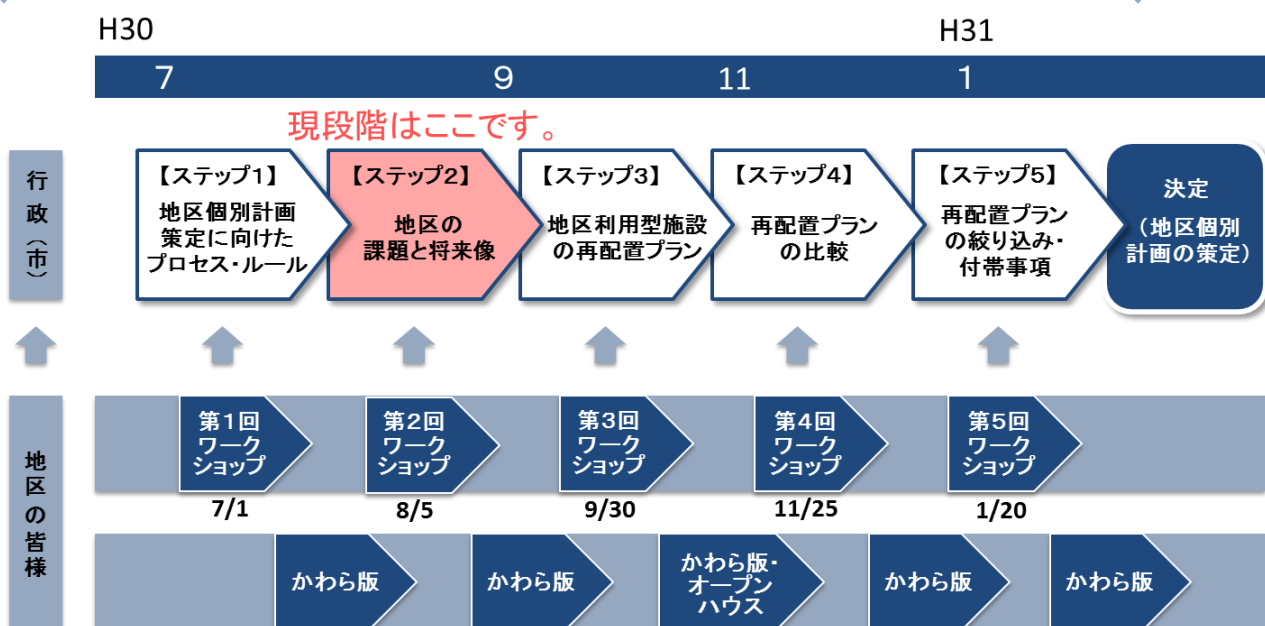 H30
H31
7
9
11
1
現段階はここです。
行政（市）
【ステップ1】
地区個別計画
策定に向けた
プロセス・ルール
【ステップ2】
地区の
課題と将来像
【ステップ3】
地区利用型施設
の再配置プラン
【ステップ4】
再配置プラン
の比較
【ステップ5】
再配置プラン
の絞り込み・
付帯事項
決定
（地区個別
計画の策定）
地区の皆様
第1回
ワーク
ショップ
7/1
第2回
ワーク
ショップ
8/5
第3回
ワーク
ショップ
9/30
第4回
ワーク
ショップ
11/25
第5回
ワーク
ショップ
1/20
かわら版
かわら版
かわら版・
オープン
ハウス
かわら版
かわら版